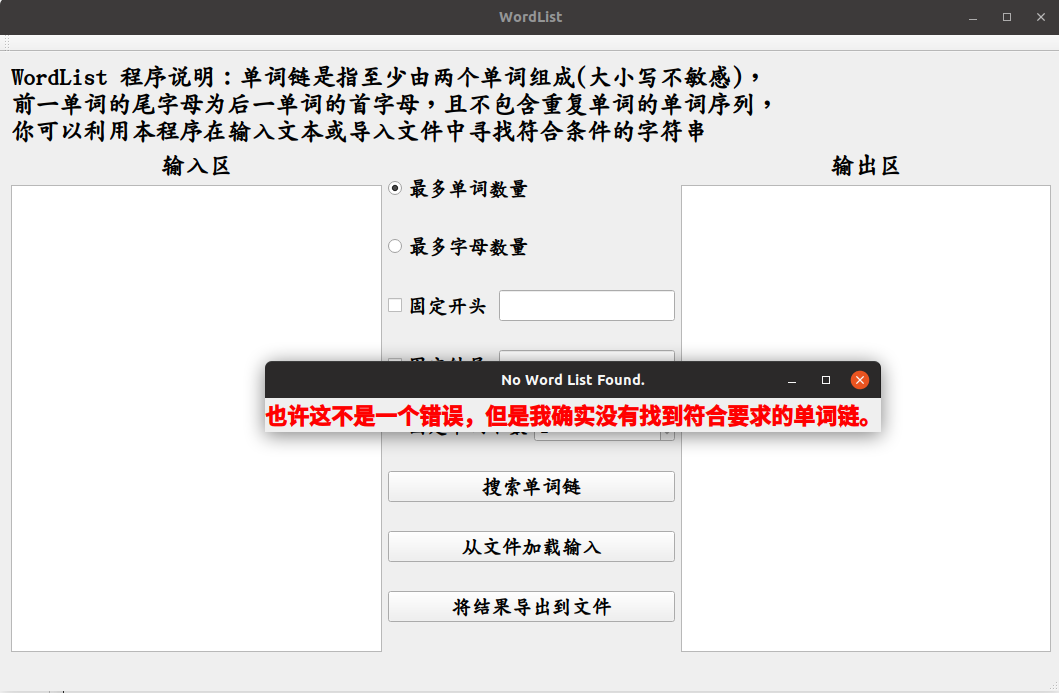 WordList
WordList 程序说明：单词链是指至少由两个单词组成(大小写不敏感)，
前一单词的尾字母为后一单词的首字母，且不包含重复单词的单词序列，
你可以利用本程序在输入文本或导入文件中寻找符合条件的字符串
输入区
输出区
最多单词数量
最多字母数量
固定开头
No Word List Found.
也许这不是一个错误，但是我确实没有找到符合要求的单词链。
搜索单词链
从文件加载输入
将结果导出到文件